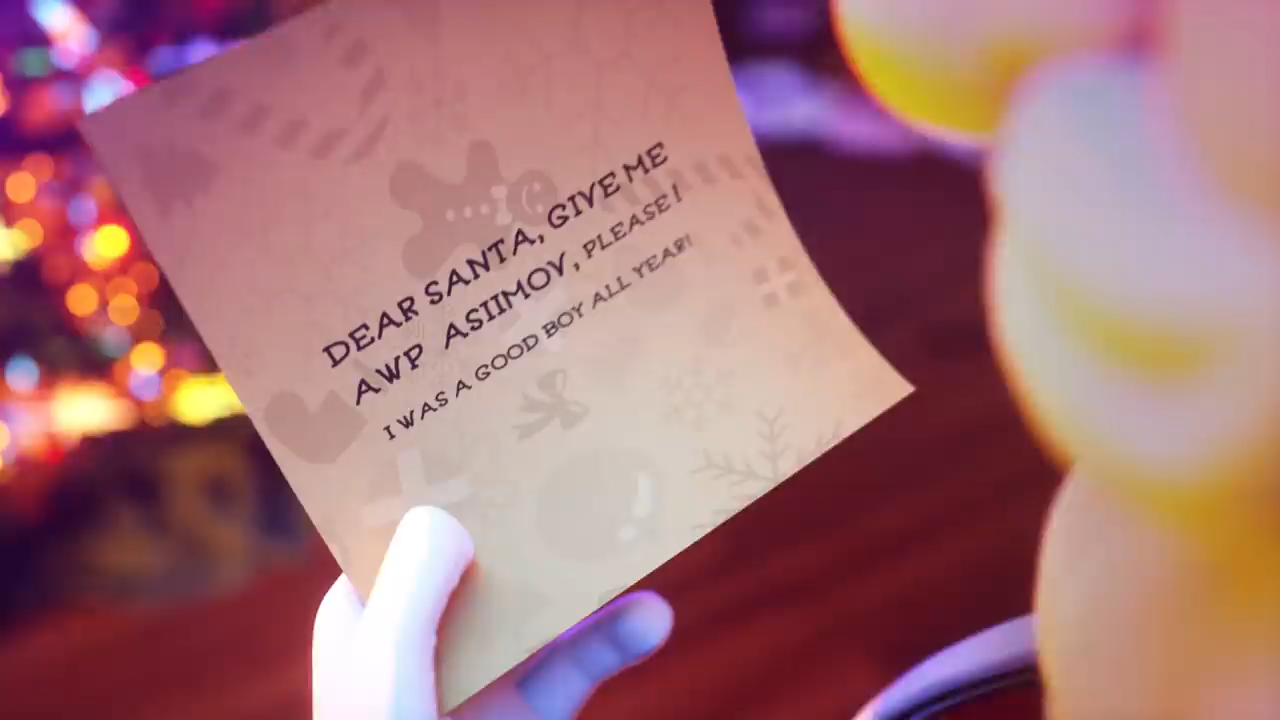 DEAR SANTA, GIVE ME
AWP ASIIMOV, PLEASE!
I WAS A GOOD BOY ALL YEAR!